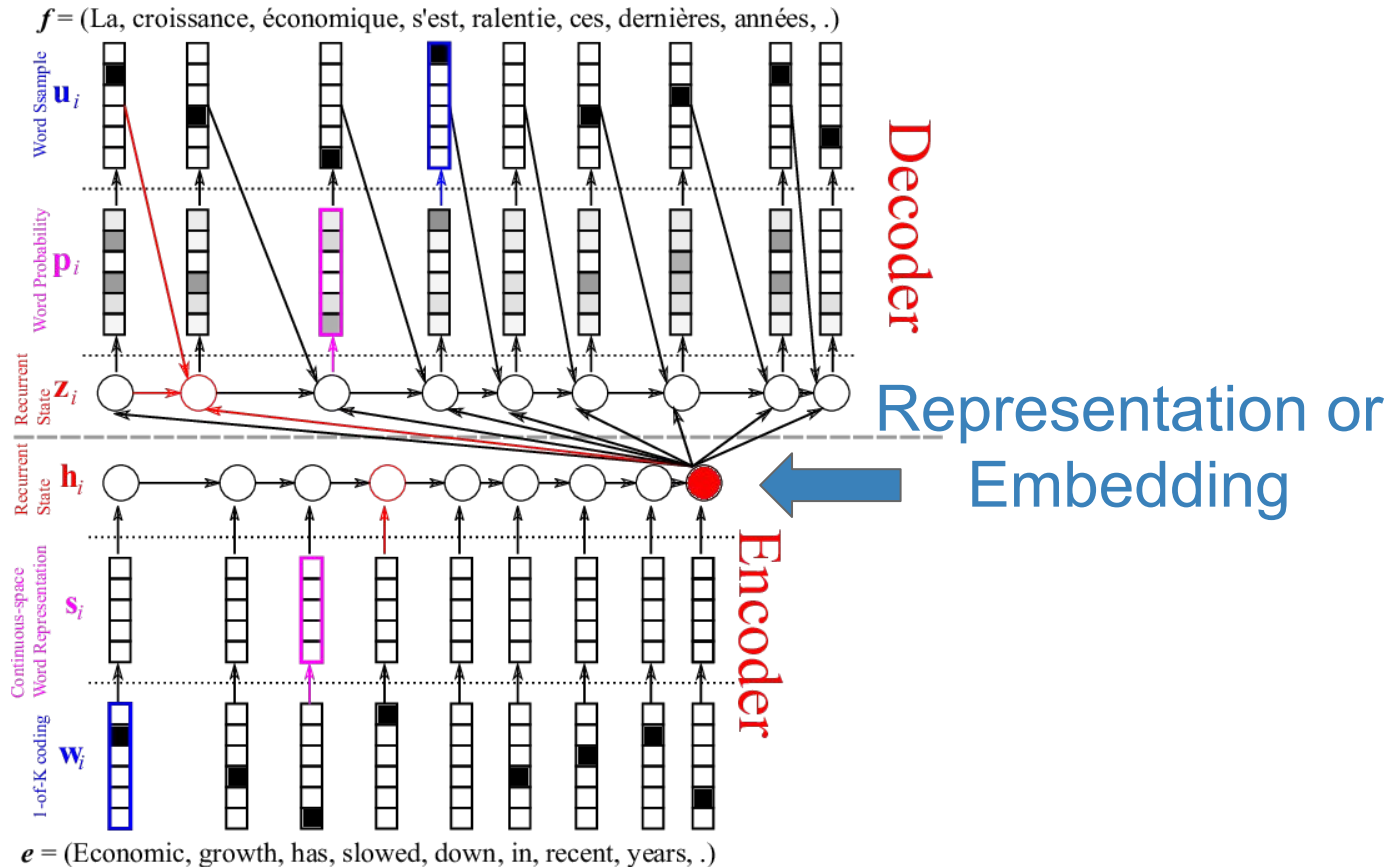 f = (La, croissance, économique, s'est, ralentie, ces, dernières, années, .)
Word Ssample
u_i
Decoder
Word Probability
p_i
Recurrent
State
z_i
Representation or
Embedding
Recurrent
State
h_i
Encoder
Continuous-space
Word Representation
s_i
1-of-K coding
w_i
e = (Economic, growth, has, slowed, down, in, recent, years, .)